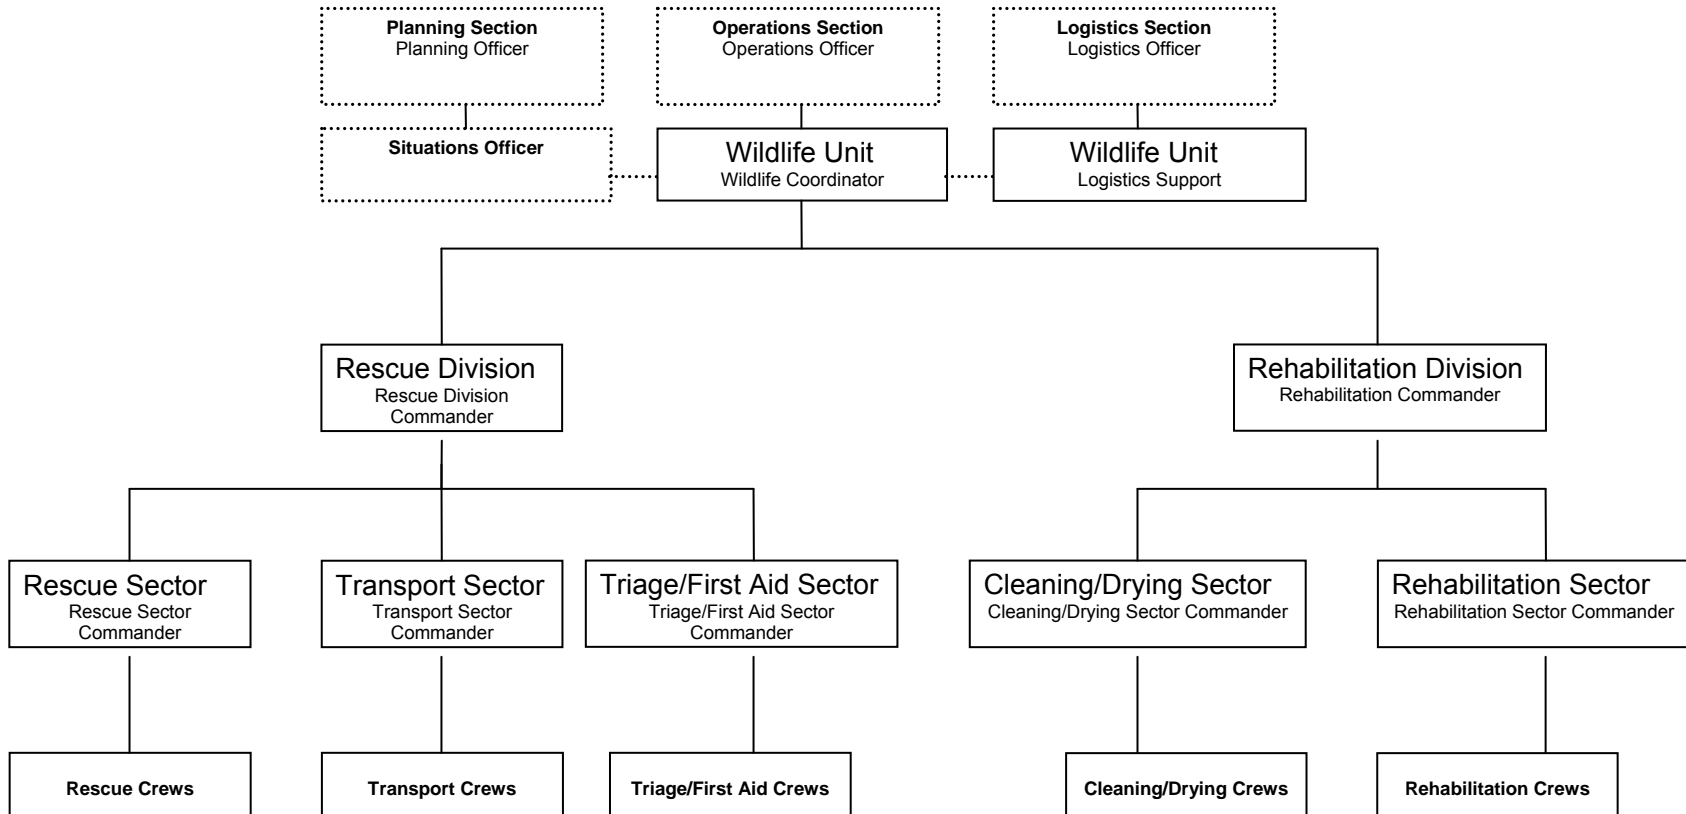 Planning Section
Planning Officer
Operations Section
Operations Officer
Logistics Section
Logistics Officer
Situations Officer
Wildlife Unit
Wildlife Coordinator
Wildlife Unit
Logistics Support
Rescue Division
Rescue Division
Commander
Rehabilitation Division
Rehabilitation Commander
Rescue Sector
Rescue Sector
Commander
Transport Sector
Transport Sector
Commander
Triage/First Aid Sector
Triage/First Aid Sector
Commander
Cleaning/Drying Sector
Cleaning/Drying Sector Commander
Rehabilitation Sector
Rehabilitation Sector Commander
Rescue Crews
Transport Crews
Triage/First Aid Crews
Cleaning/Drying Crews
Rehabilitation Crews